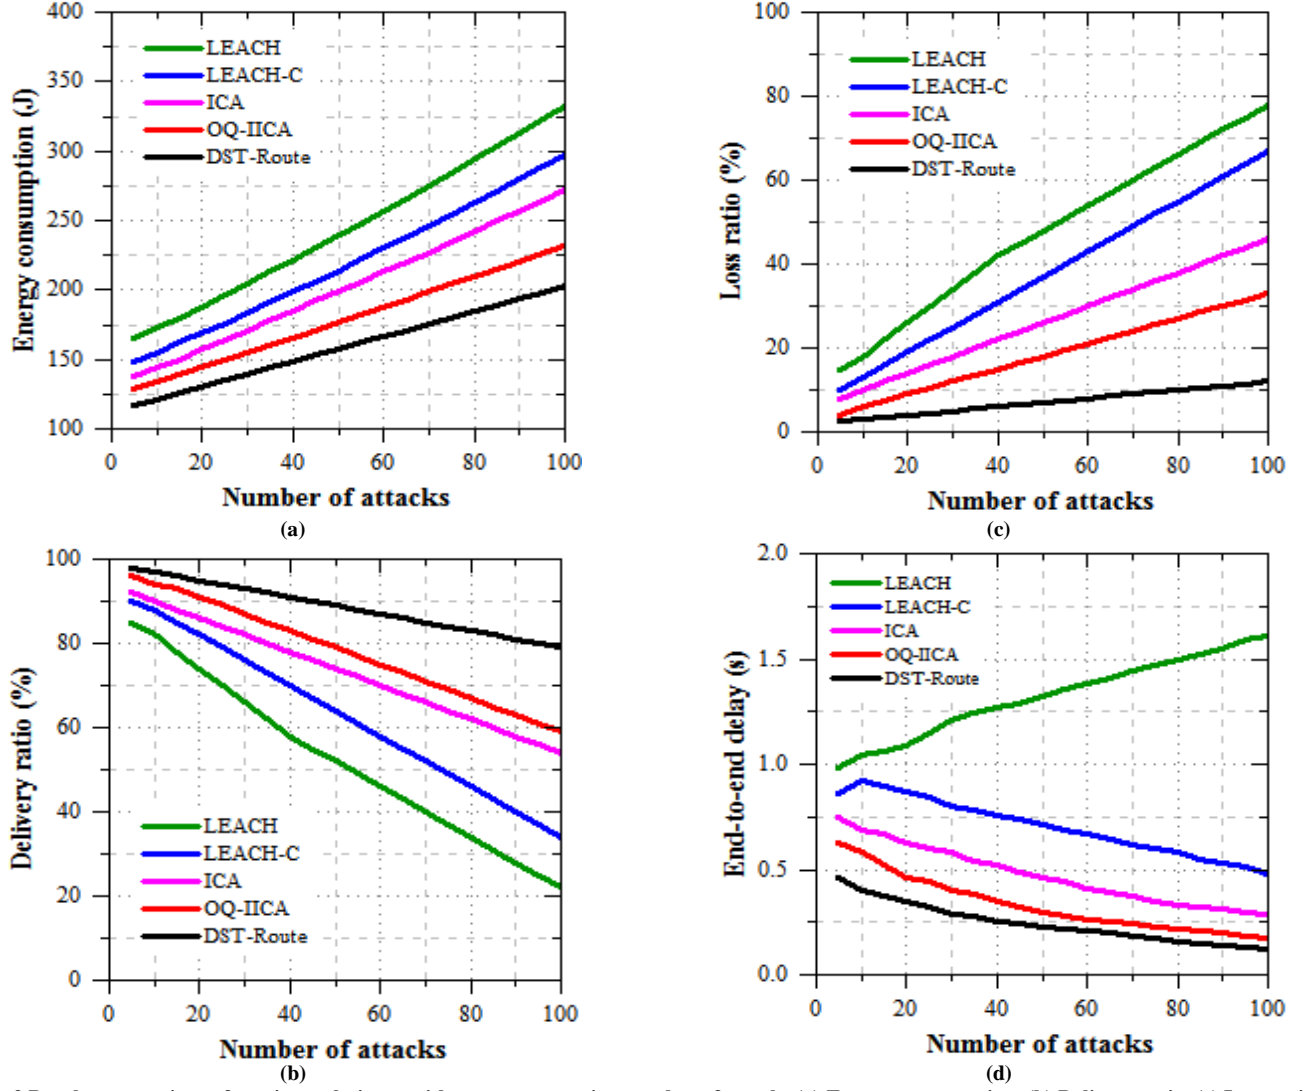 400
350
300
250
200
150
100
Energy consumption (J)
LEACH
LEACH-C
ICA
OQ-IICA
DST-Route
0 20 40 60 80 100
Number of attacks
(a)
100
80
60
40
20
0
Loss ratio (%)
LEACH
LEACH-C
ICA
OQ-IICA
DST-Route
0 20 40 60 80 100
Number of attacks
(c)
100
80
60
40
20
0
Delivery ratio (%)
LEACH
LEACH-C
ICA
OQ-IICA
DST-Route
0 20 40 60 80 100
Number of attacks
(b)
2.0
1.5
1.0
0.5
0.0
End-to-end delay (s)
LEACH
LEACH-C
ICA
OQ-IICA
DST-Route
0 20 40 60 80 100
Number of attacks
(d)